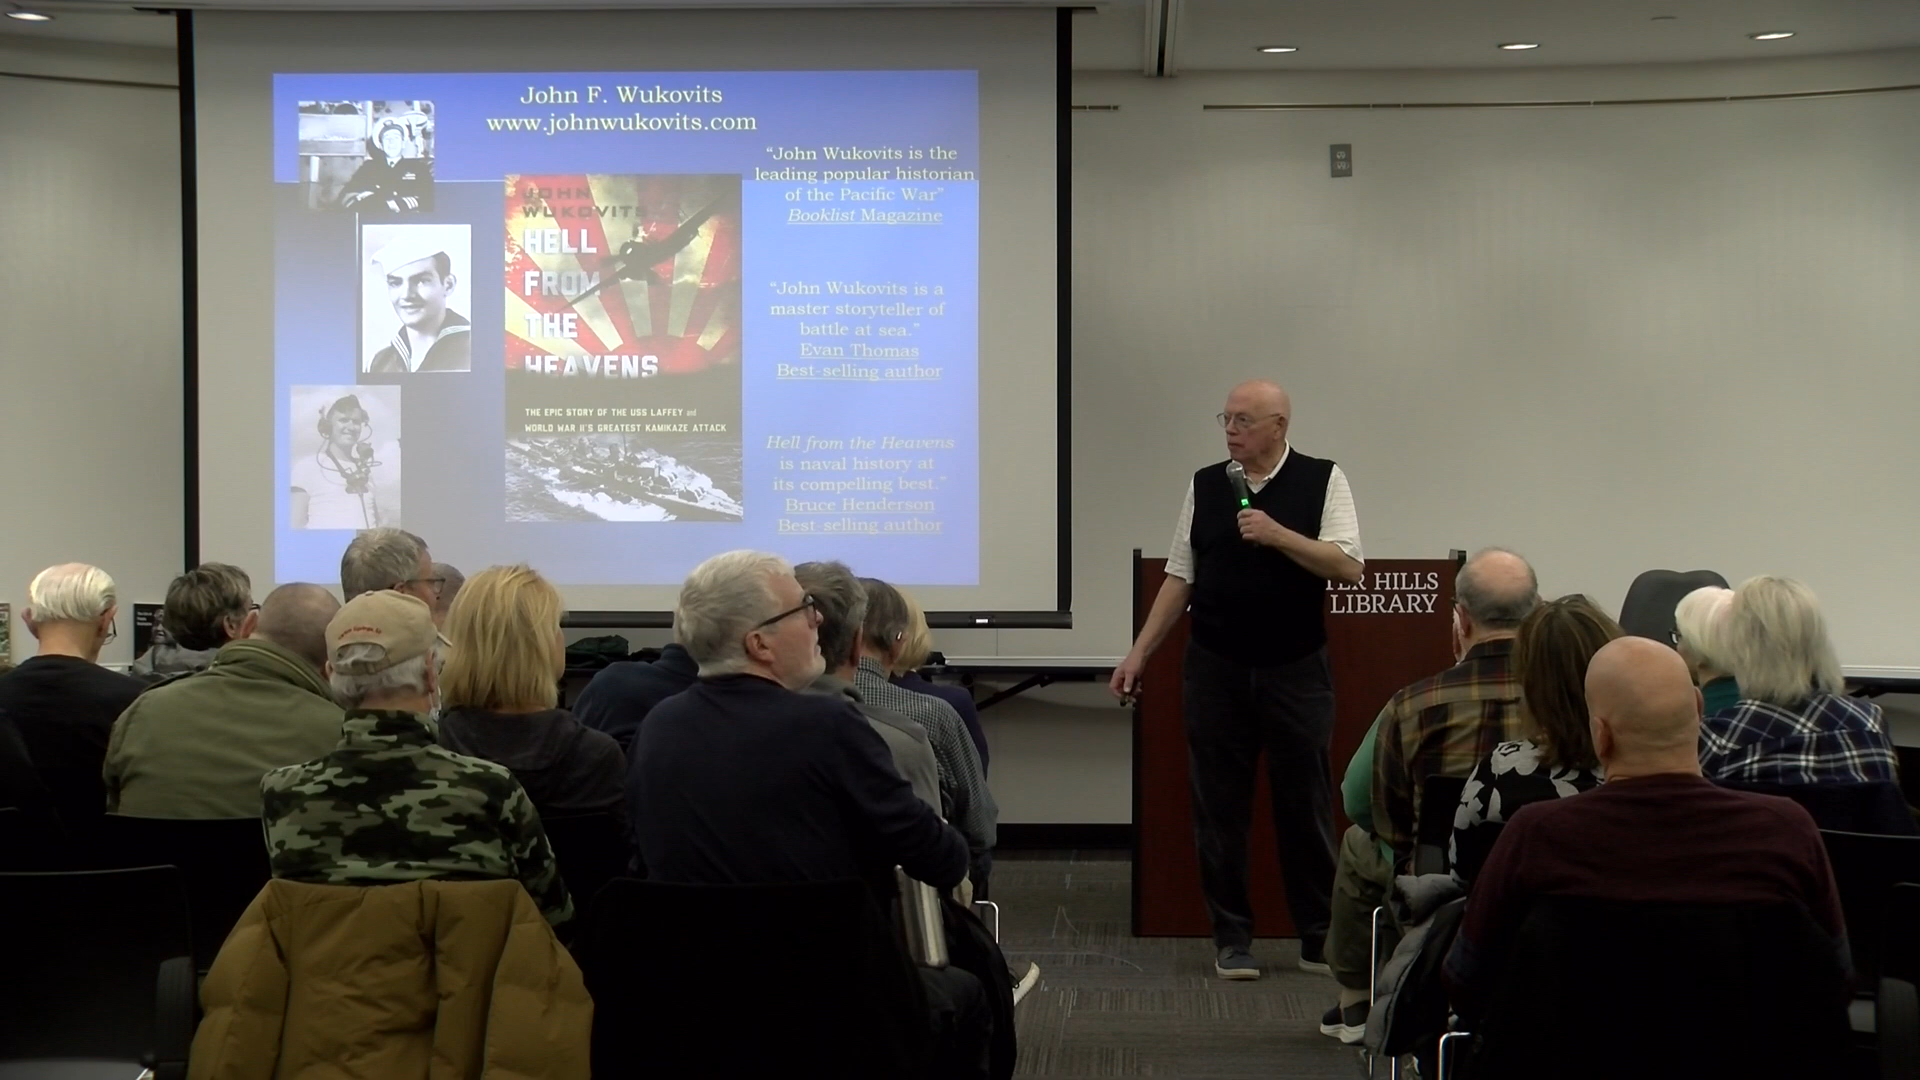 John F. Wukovits
www.johnwukovits.com
“John Wukovits is the
leading popular historian
of the Pacific War”
Booklist Magazine
JOHN
WUKOVITS
HELL
FROM
THE
HEAVENS
THE EPIC STORY OF THE USS LAFFEY and
WORLD WAR II'S GREATEST KAMIKAZE ATTACK
“John Wukovits is a
master storyteller of
battle at sea.”
Evan Thomas
Best-selling author
Hell from the Heavens
is naval history at
its compelling best.”
Bruce Henderson
Best-selling author
TER HILLS
LIBRARY